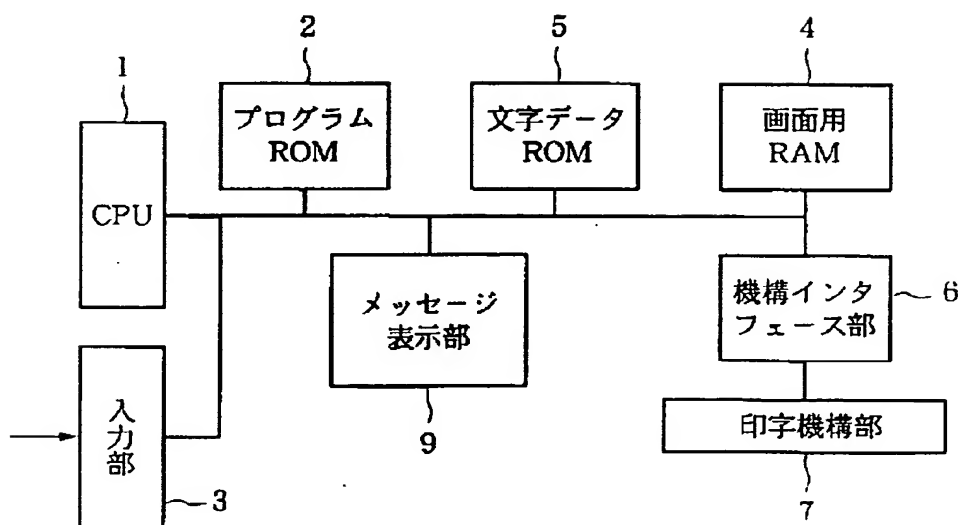 2
5
4
1
プログラム
ROM
文字データ
ROM
画面用
RAM
CPU
メッセージ
表示部
機構インタ
フェース部
6
入力部
9
印字機構部
3
7